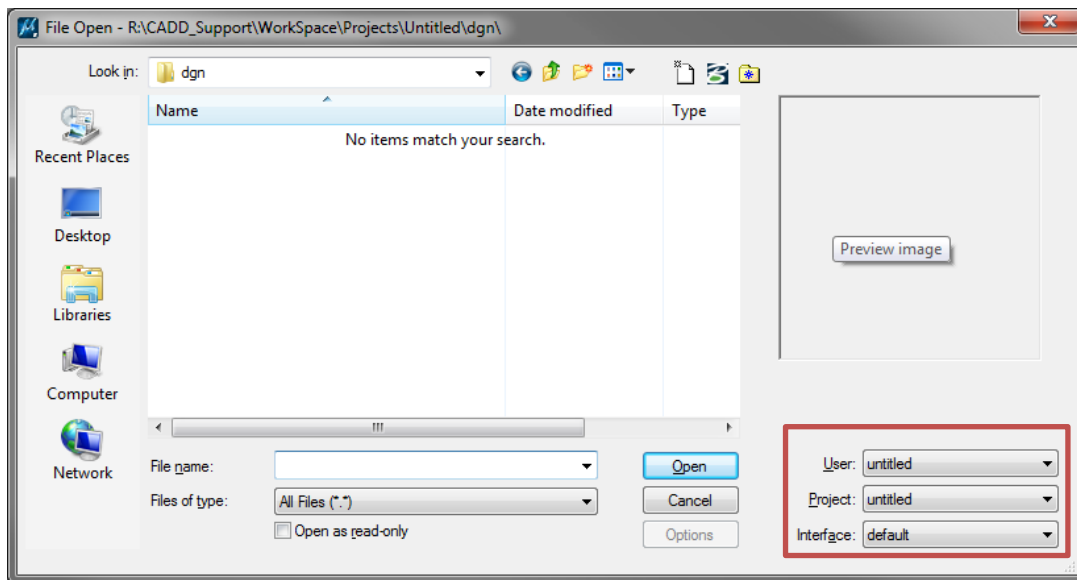 File Open - R:\CADD_Support\WorkSpace\Projects\Untitled\dgn\
Look in: dgn
Name Date modified Type
No items match your search.
Recent Places
Desktop
Libraries
Computer
Network
Preview image
File name: Open
Files of type: All Files (*.*) Cancel
Open as read-only Options
User: untitled
Project: untitled
Interface: default